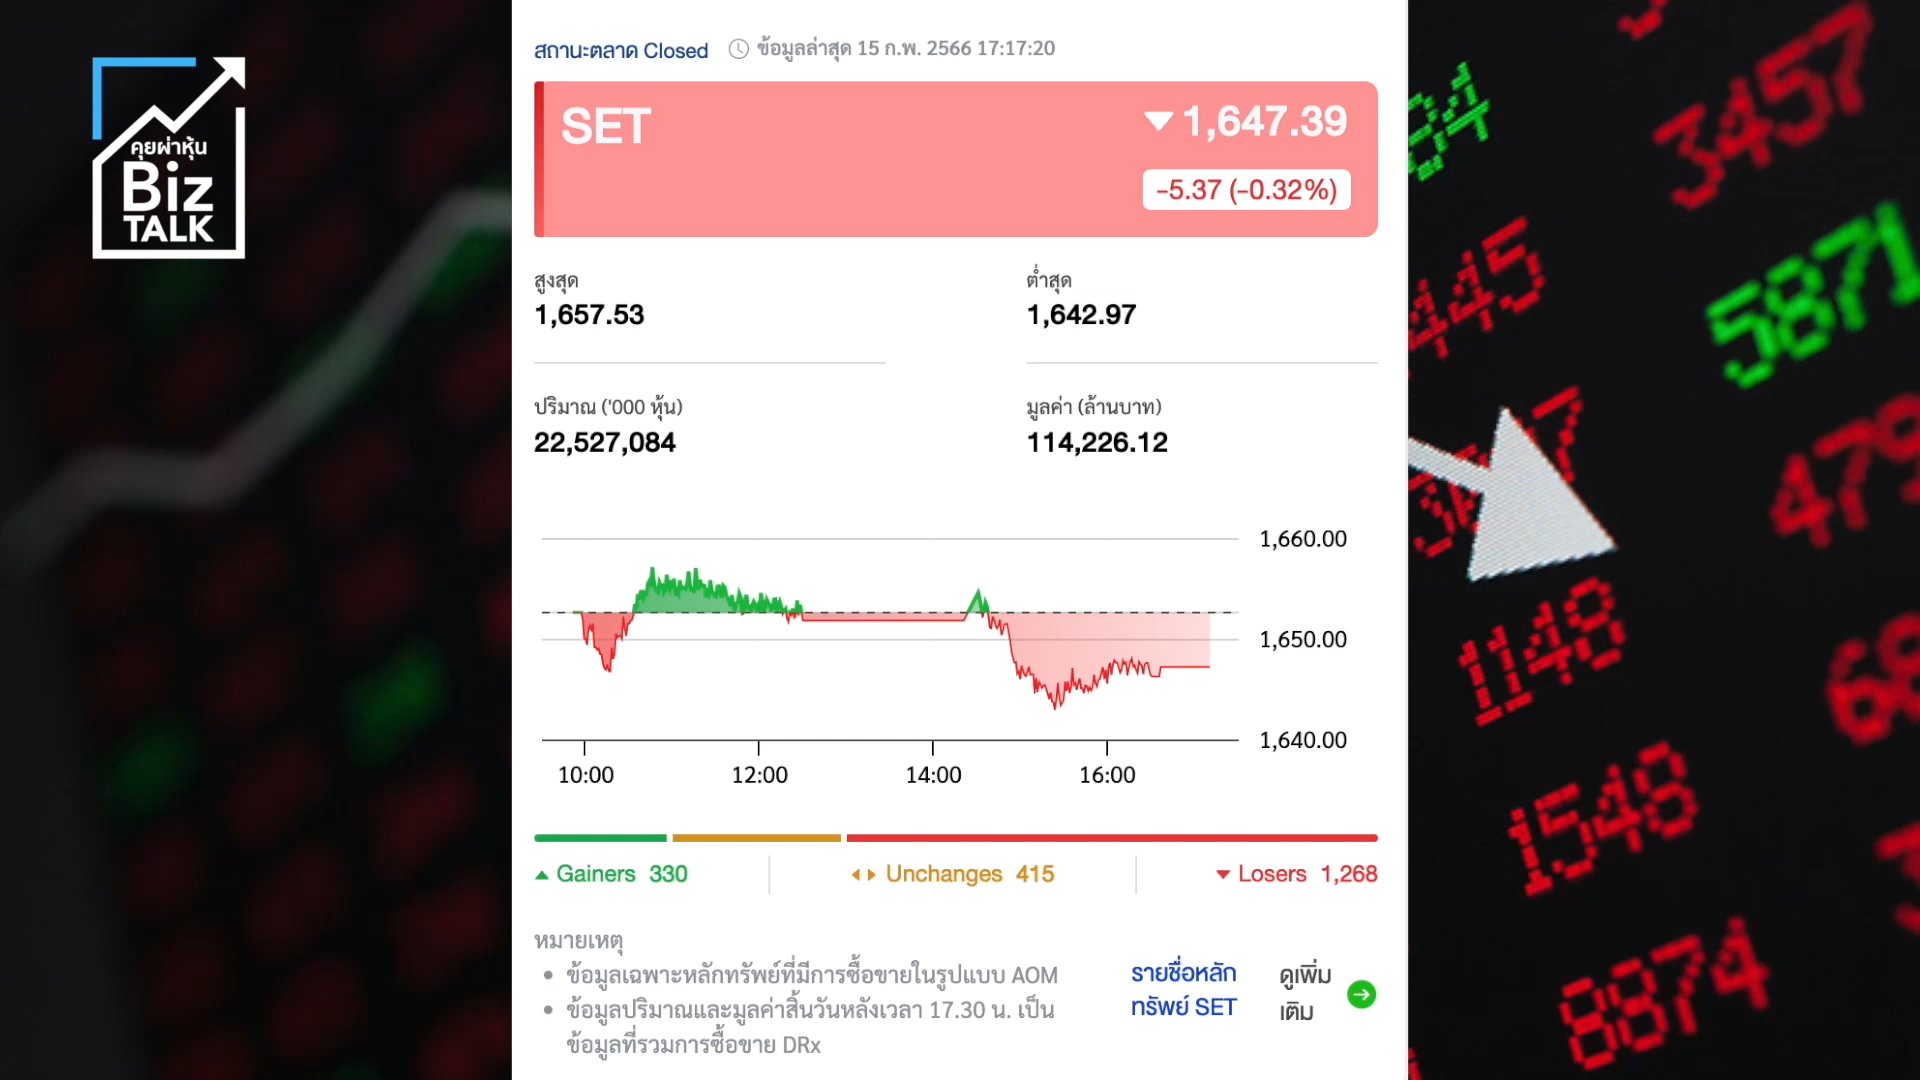 คุยผ่าหุ้น
Biz
TALK
สถานะตลาด Closed ข้อมูลล่าสุด 15 ก.พ. 2566 17:17:20
SET
1,647.39
-5.37 (-0.32%)
สูงสุด
1,657.53
ต่ำสุด
1,642.97
ปริมาณ ('000 หุ้น)
22,527,084
มูลค่า (ล้านบาท)
114,226.12
1,660.00
1,650.00
1,640.00
10:00 12:00 14:00 16:00
Gainers 330 Unchanges 415 Losers 1,268
หมายเหตุ
• ข้อมูลเฉพาะหลักทรัพย์ที่มีการซื้อขายในรูปแบบ AOM
• ข้อมูลปริมาณและมูลค่าสิ้นวันหลังเวลา 17.30 น. เป็น
ข้อมูลที่รวมการซื้อขาย DRx
รายชื่อหลัก
ทรัพย์ SET
ดูเพิ่ม
เติม
3457
5871
1148
1548
8874